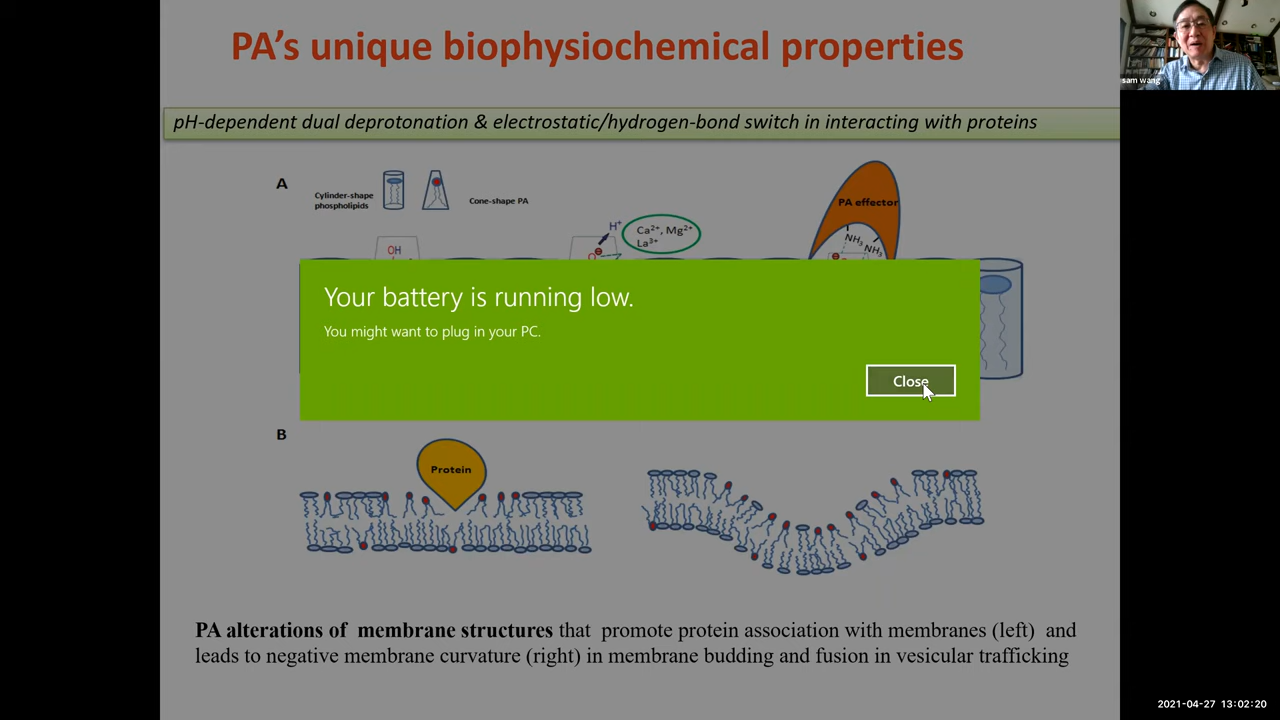 PA's unique biophysiochemical properties
sam wang
pH-dependent dual deprotonation & electrostatic/hydrogen-bond switch in interacting with proteins
A
Cylinder-shape
phospholipids
Cone-shape PA
OH
H⁺
Ca²⁺, Mg²⁺
La³⁺
PA effector
NH₃
NH₃
Your battery is running low.
You might want to plug in your PC.
Close
B
Protein
PA alterations of membrane structures that promote protein association with membranes (left) and
leads to negative membrane curvature (right) in membrane budding and fusion in vesicular trafficking
2021-04-27 13:02:20